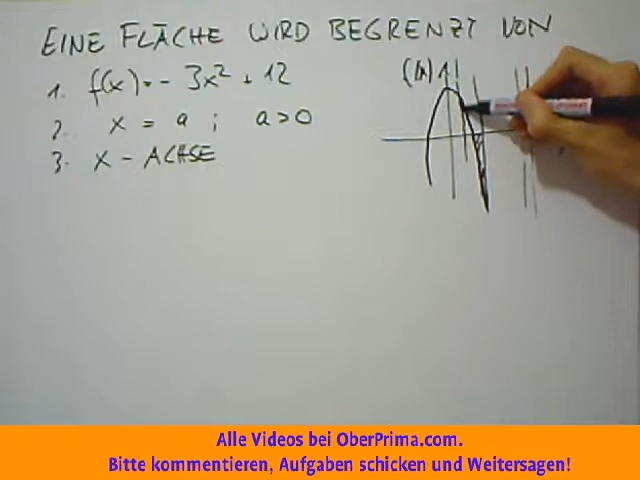 EINE FLÄCHE WIRD BEGRENZT VON
1. f(x) = - 3x² + 12
2. x = a ; a > 0
3. X - ACHSE
Alle Videos bei OberPrima.com.
Bitte kommentieren, Aufgaben schicken und Weitersagen!